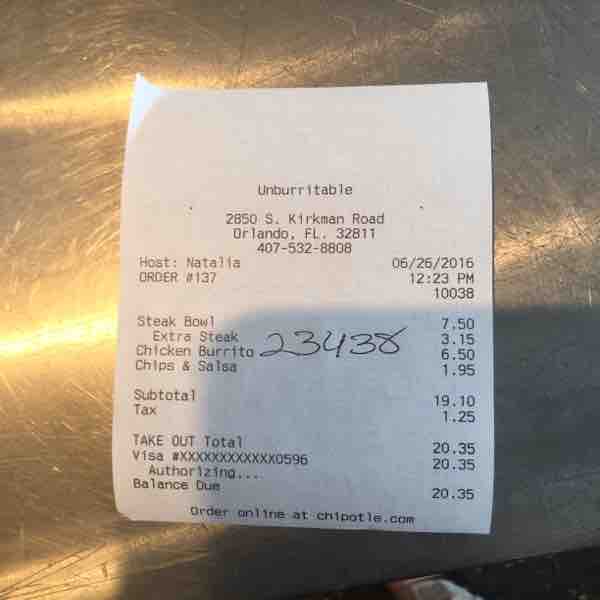 Unburritable
2850 S. Kirkman Road
Orlando, FL. 32811
407-532-8808
Host: Natalia 06/26/2016
ORDER #137 12:23 PM
10038
Steak Bowl 7.50
Extra Steak 3.15
Chicken Burrito 6.50
23438
Chips & Salsa 1.95
Subtotal 19.10
Tax 1.25
TAKE OUT Total 20.35
Visa #XXXXXXXXXXXX0596 20.35
Authorizing...
Balance Due 20.35
Order online at chipotle.com